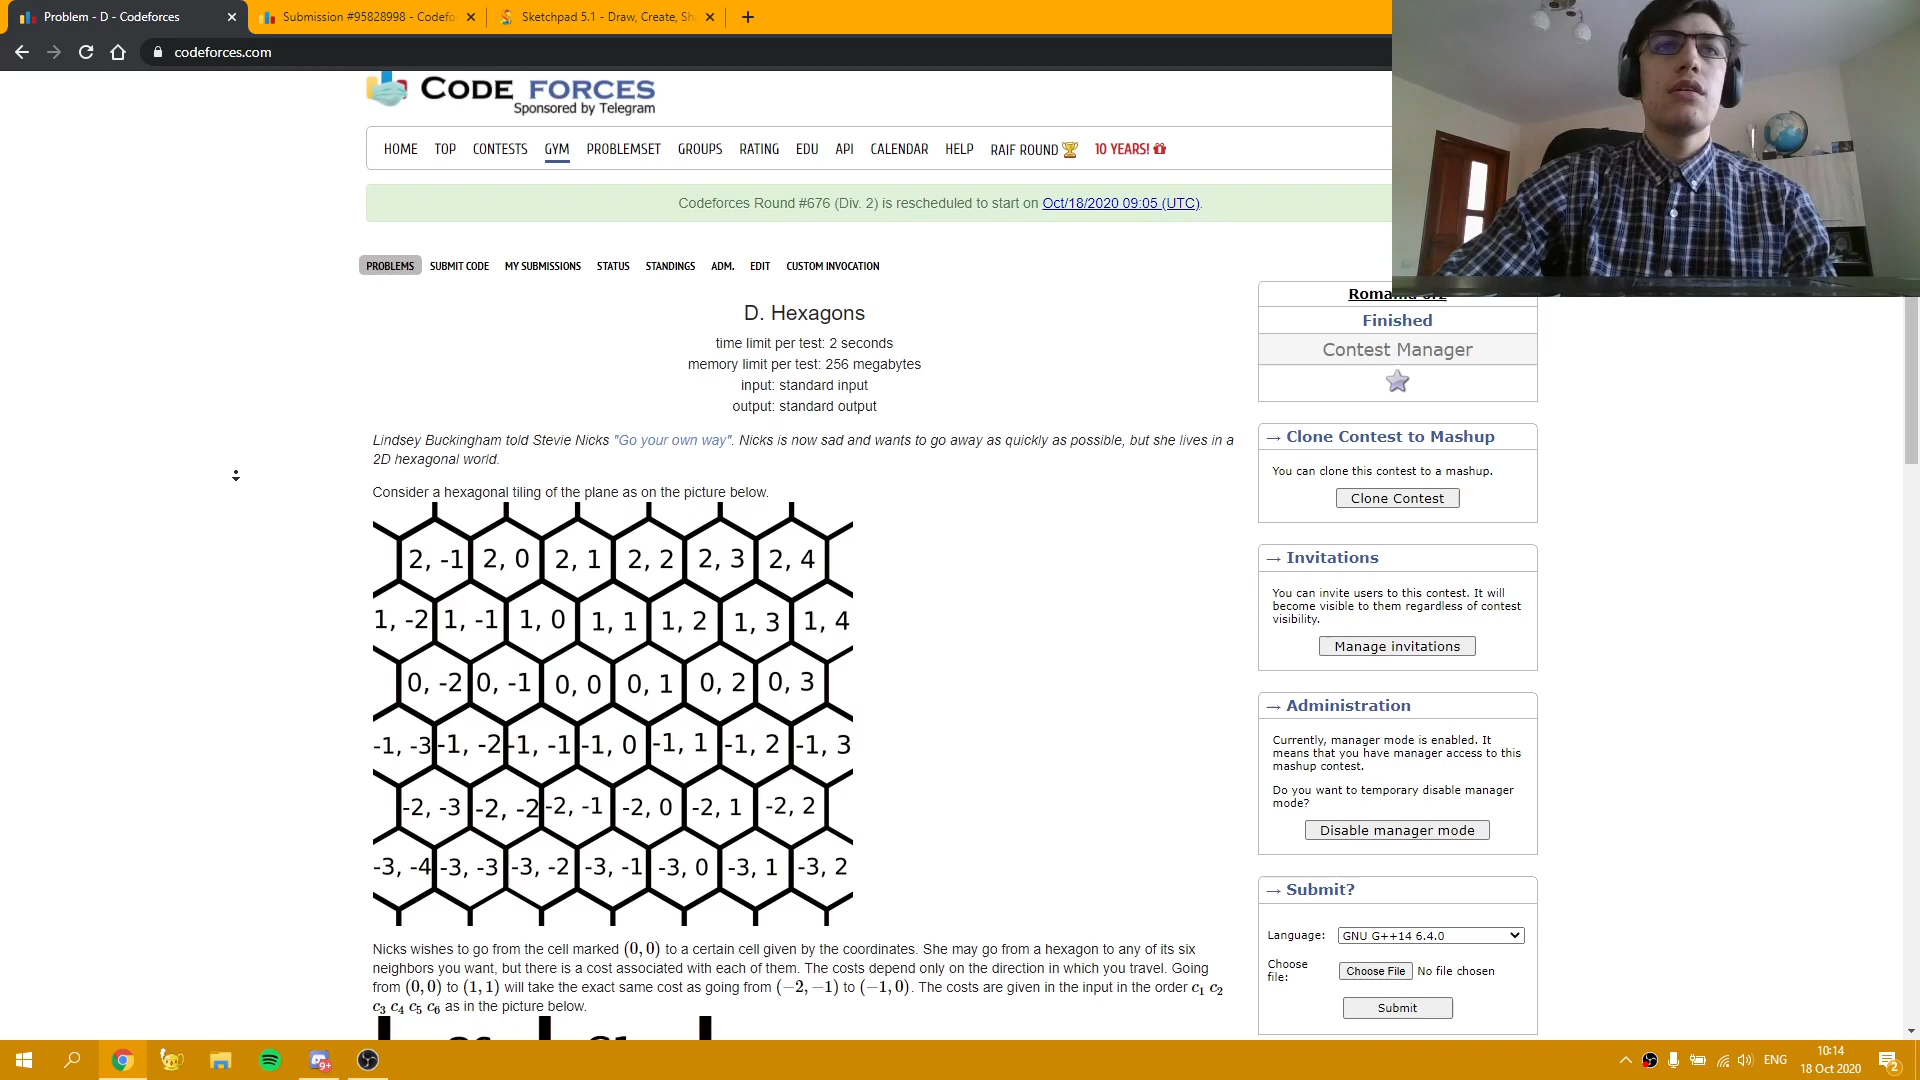 Problem - D - Codeforces
Submission #95828998 - Codefo
Sketchpad 5.1 - Draw, Create, Sh
codeforces.com
CODE FORCES
Sponsored by Telegram
HOME TOP CONTESTS GYM PROBLEMSET GROUPS RATING EDU API CALENDAR HELP RAIF ROUND 10 YEARS!
Codeforces Round #676 (Div. 2) is rescheduled to start on Oct/18/2020 09:05 (UTC).
PROBLEMS SUBMIT CODE MY SUBMISSIONS STATUS STANDINGS ADM. EDIT CUSTOM INVOCATION
D. Hexagons
time limit per test: 2 seconds
memory limit per test: 256 megabytes
input: standard input
output: standard output
Lindsey Buckingham told Stevie Nicks "Go your own way". Nicks is now sad and wants to go away as quickly as possible, but she lives in a
2D hexagonal world.
Consider a hexagonal tiling of the plane as on the picture below.
2, -1 2, 0 2, 1 2, 2 2, 3 2, 4
1, -2 1, -1 1, 0 1, 1 1, 2 1, 3 1, 4
0, -2 0, -1 0, 0 0, 1 0, 2 0, 3
-1, -3 -1, -2 -1, -1 -1, 0 -1, 1 -1, 2 -1, 3
-2, -3 -2, -2 -2, -1 -2, 0 -2, 1 -2, 2
-3, -4 -3, -3 -3, -2 -3, -1 -3, 0 -3, 1 -3, 2
Nicks wishes to go from the cell marked (0, 0) to a certain cell given by the coordinates. She may go from a hexagon to any of its six
neighbors you want, but there is a cost associated with each of them. The costs depend only on the direction in which you travel. Going
from (0, 0) to (1, 1) will take the exact same cost as going from (−2, −1) to (−1, 0). The costs are given in the input in the order c1 c2
c3 c4 c5 c6 as in the picture below.
Finished
Contest Manager
→ Clone Contest to Mashup
You can clone this contest to a mashup.
Clone Contest
→ Invitations
You can invite users to this contest. It will
become visible to them regardless of contest
visibility.
Manage invitations
→ Administration
Currently, manager mode is enabled. It
means that you have manager access to this
mashup contest.
Do you want to temporary disable manager
mode?
Disable manager mode
→ Submit?
Language: GNU G++14 6.4.0
Choose
file: Choose File No file chosen
Submit
9+
ENG
10:14
18 Oct 2020
2